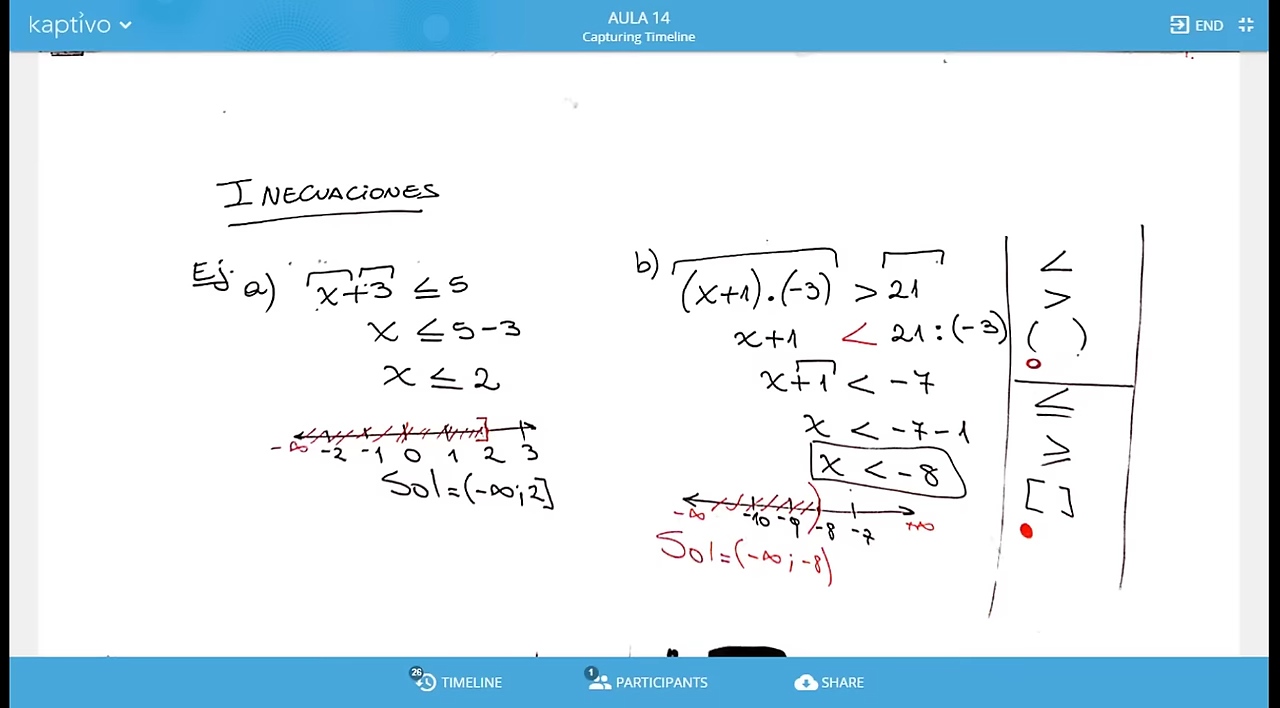 kaptivo
AULA 14
Capturing Timeline
END
INECUACIONES
Ej. a) x+3 ≤ 5
x ≤ 5-3
x ≤ 2
-∞ -2 -1 0 1 2 3
Sol=(-∞;2]
b) (x+1).(-3) > 21
x+1 < 21:(-3)
x+1 < -7
x < -7-1
x < -8
-∞ -10 -9 -8 -7 +∞
Sol=(-∞;-8)
<
>
( )
≤
≥
[ ]
26 TIMELINE
1 PARTICIPANTS
SHARE